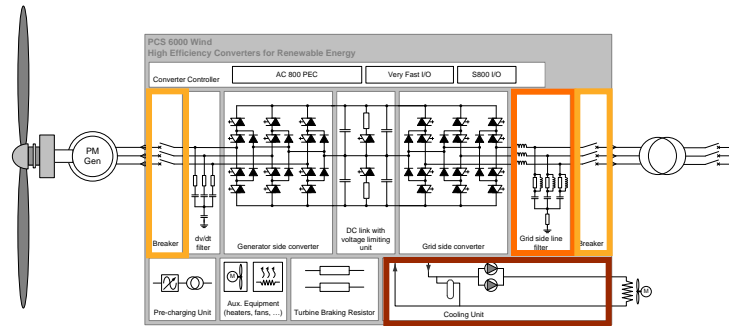 PCS 6000 Wind
High Efficiency Converters for Renewable Energy
Converter Controller
AC 800 PEC
Very Fast I/O
S800 I/O
PM
Gen
Breaker
dv/dt
filter
Generator side converter
DC link with
voltage limiting
unit
Grid side converter
Grid side line
filter
Breaker
Pre-charging Unit
M
Aux. Equipment
(heaters, fans, ...)
Turbine Braking Resistor
Cooling Unit
M